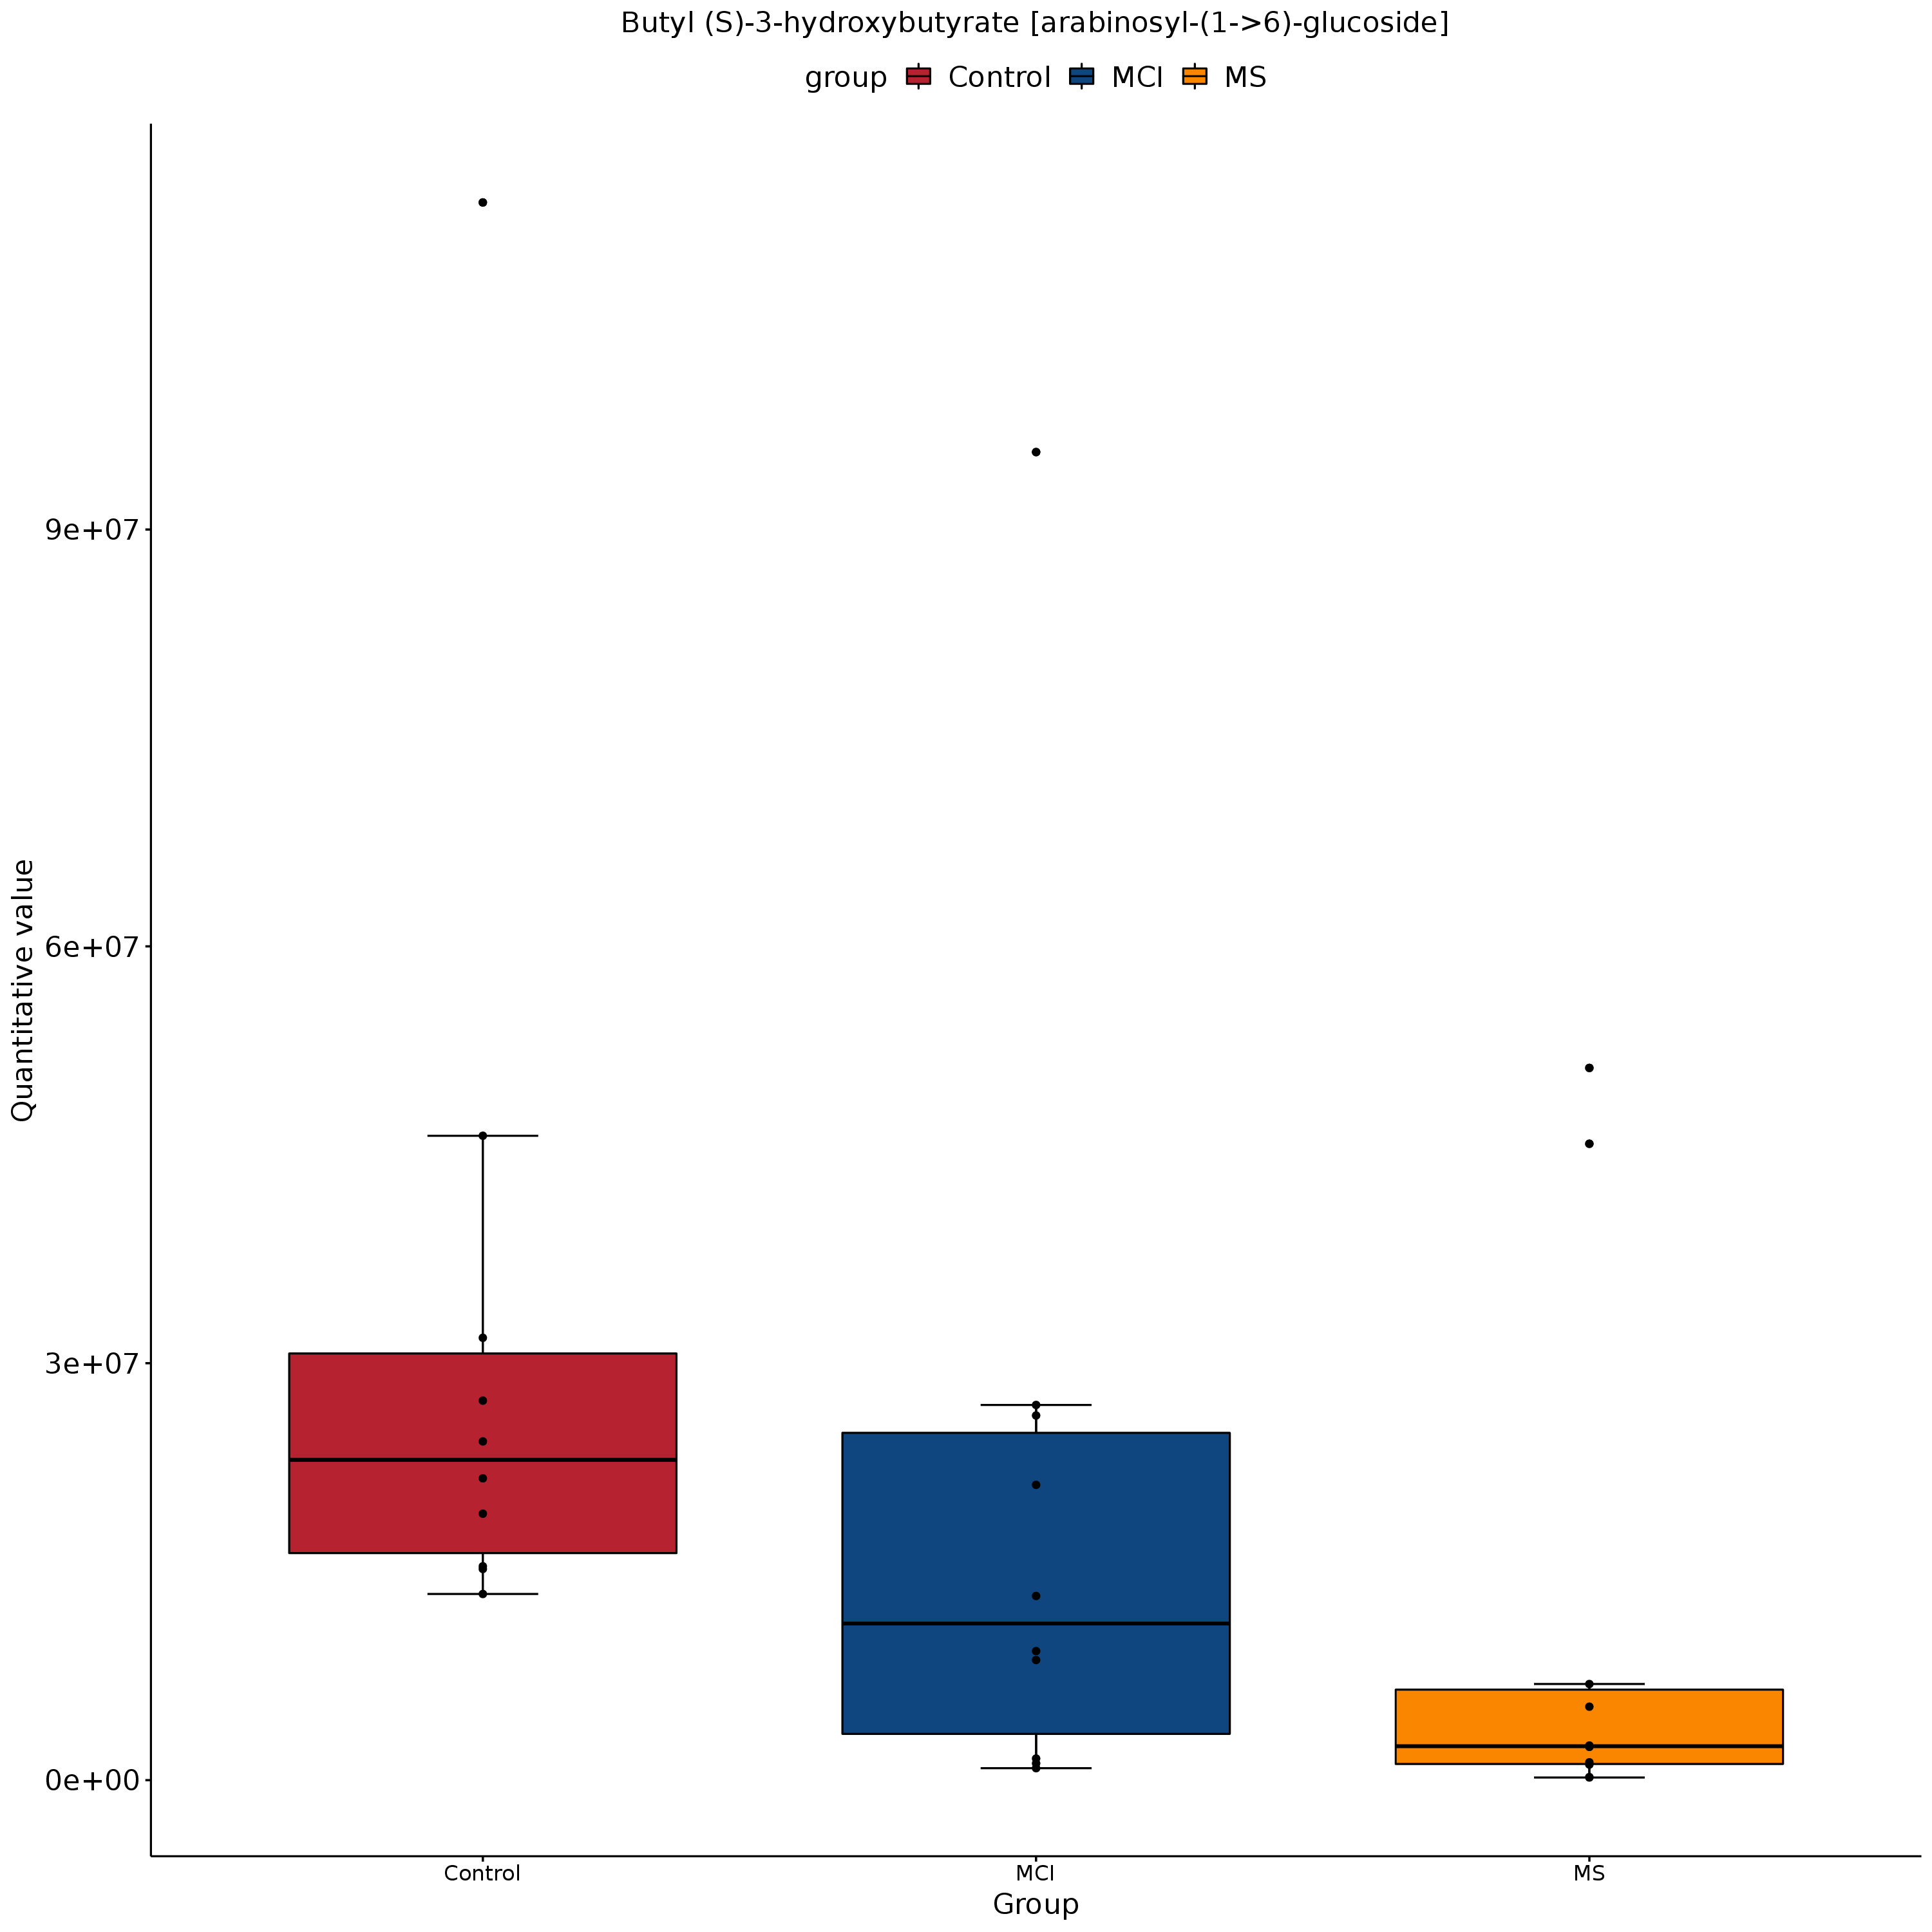 Butyl (S)-3-hydroxybutyrate [arabinosyl-(1->6)-glucoside]
group Control MCI MS
Quantitative value
9e+07
6e+07
3e+07
0e+00
Control MCI MS
Group